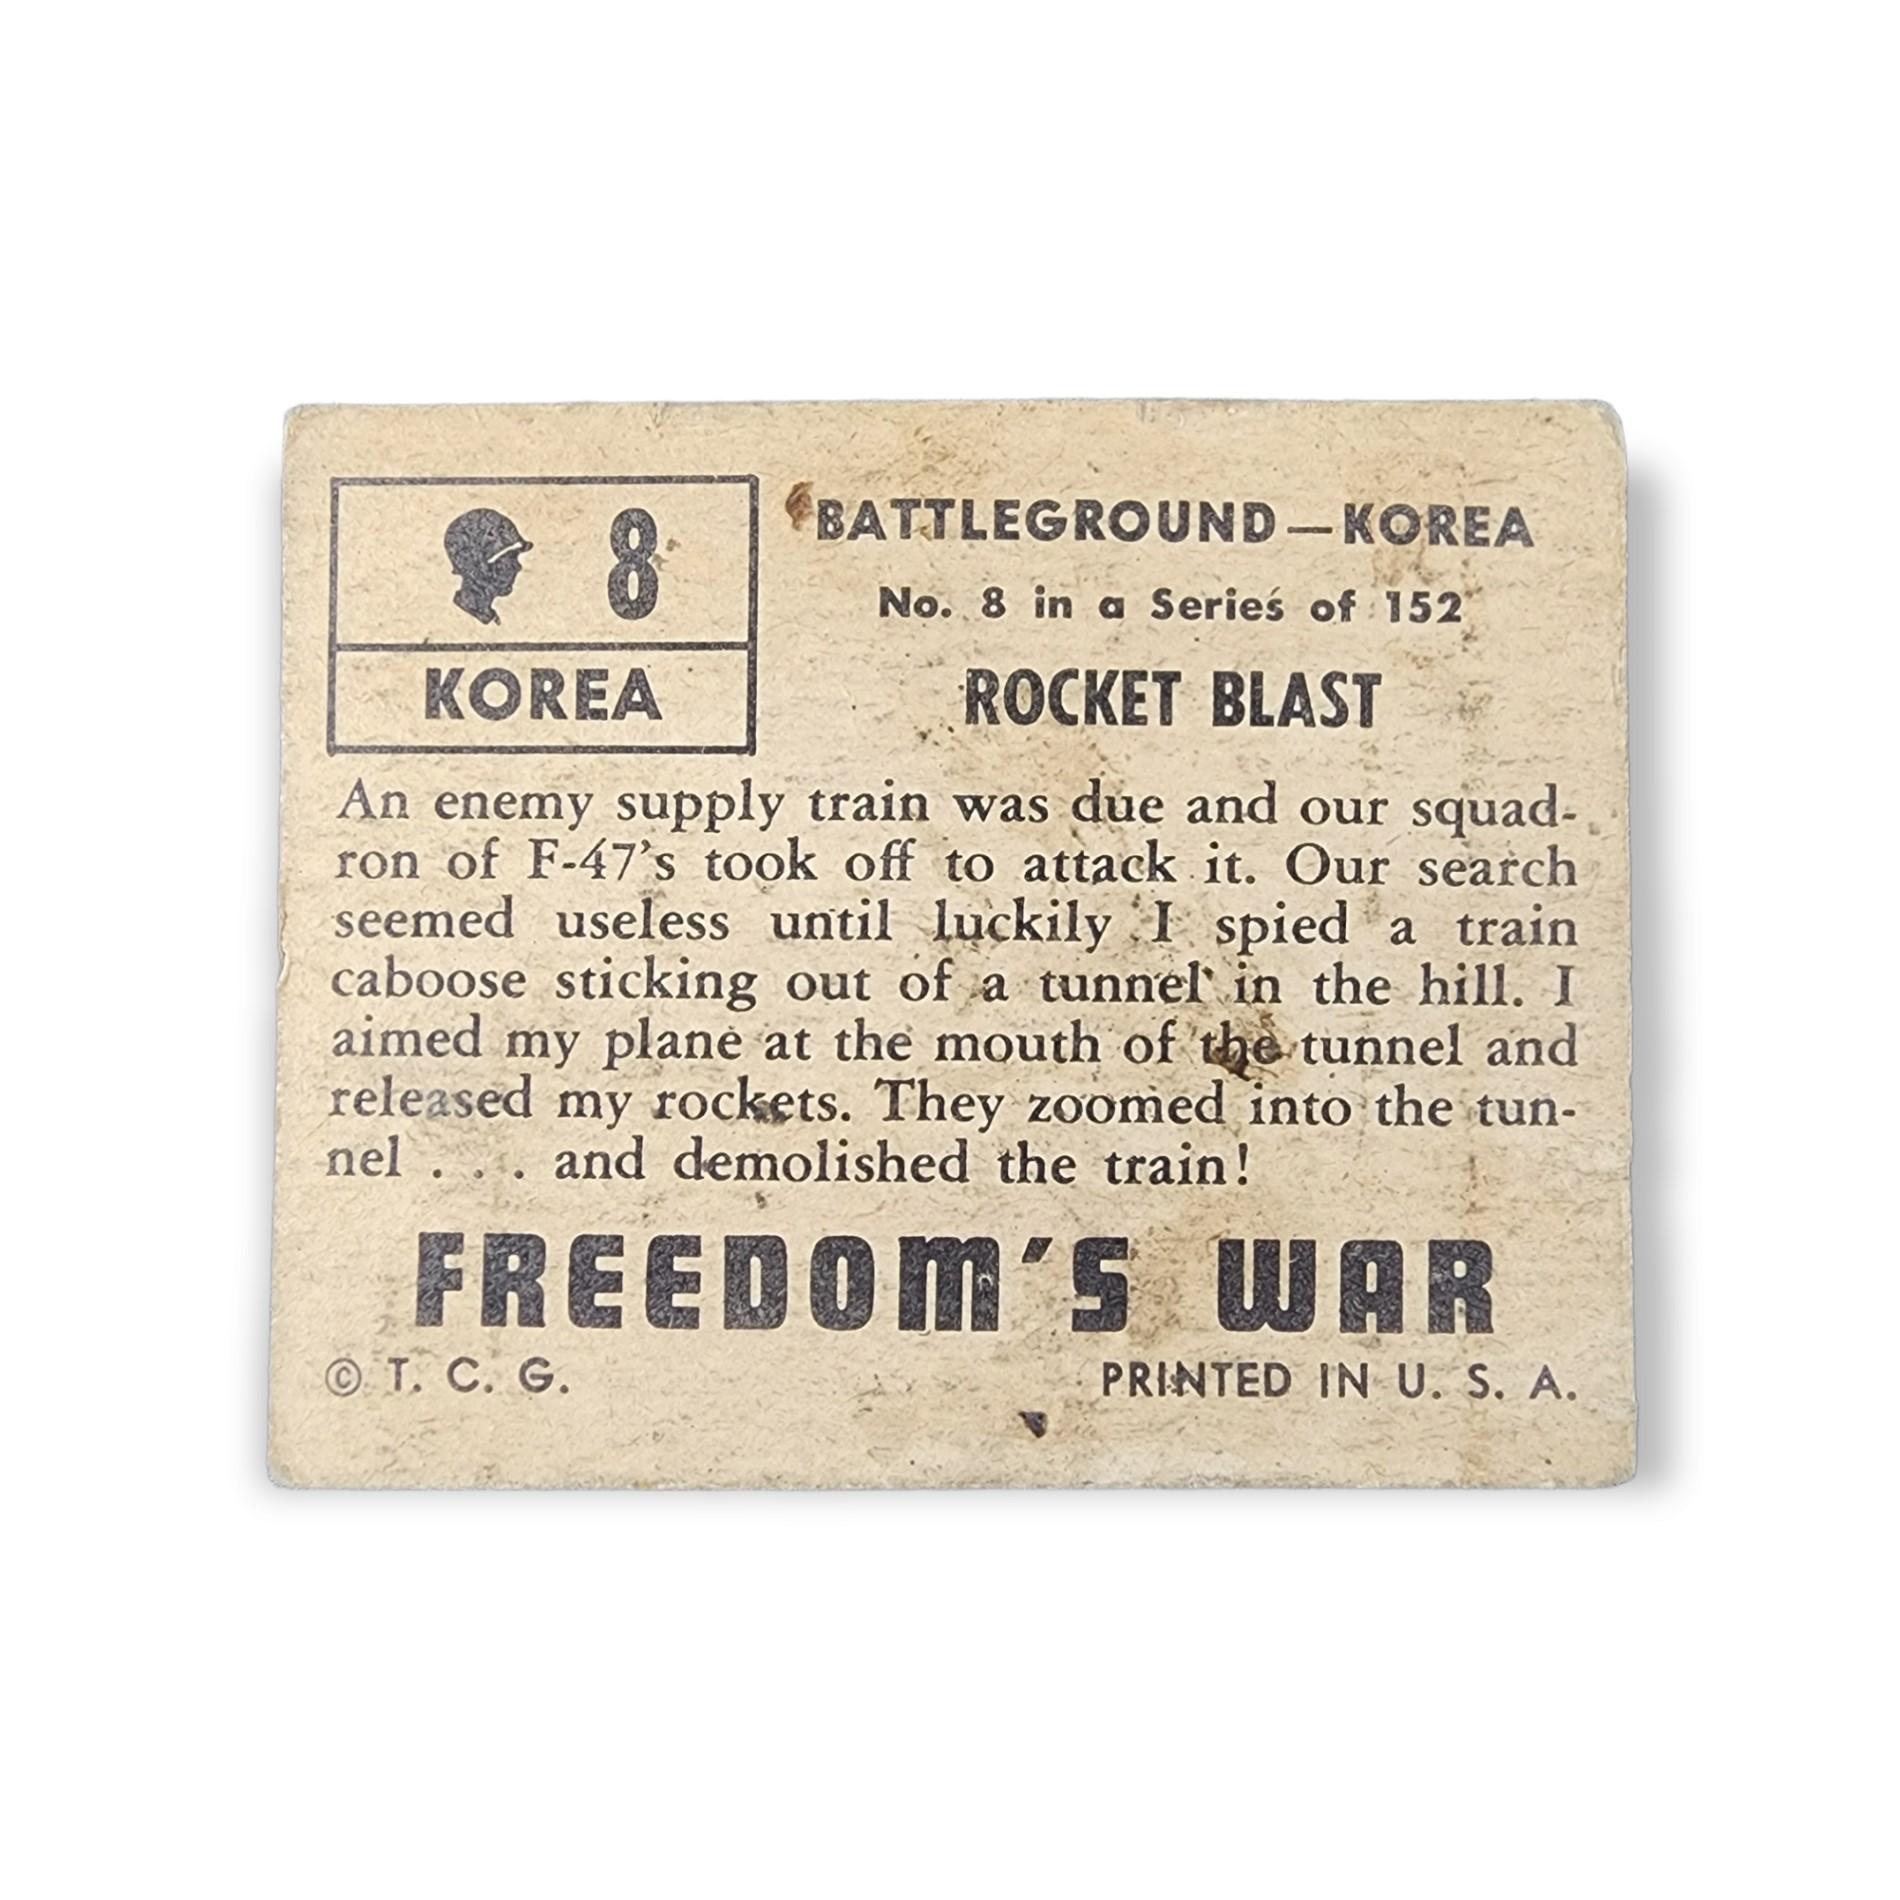 8
KOREA
BATTLEGROUND—KOREA
No. 8 in a Series of 152
ROCKET BLAST
An enemy supply train was due and our squad-
ron of F-47's took off to attack it. Our search
seemed useless until luckily I spied a train
caboose sticking out of a tunnel in the hill. I
aimed my plane at the mouth of the tunnel and
released my rockets. They zoomed into the tun-
nel . . . and demolished the train!
FREEDOM'S WAR
© T. C. G.
PRINTED IN U. S. A.